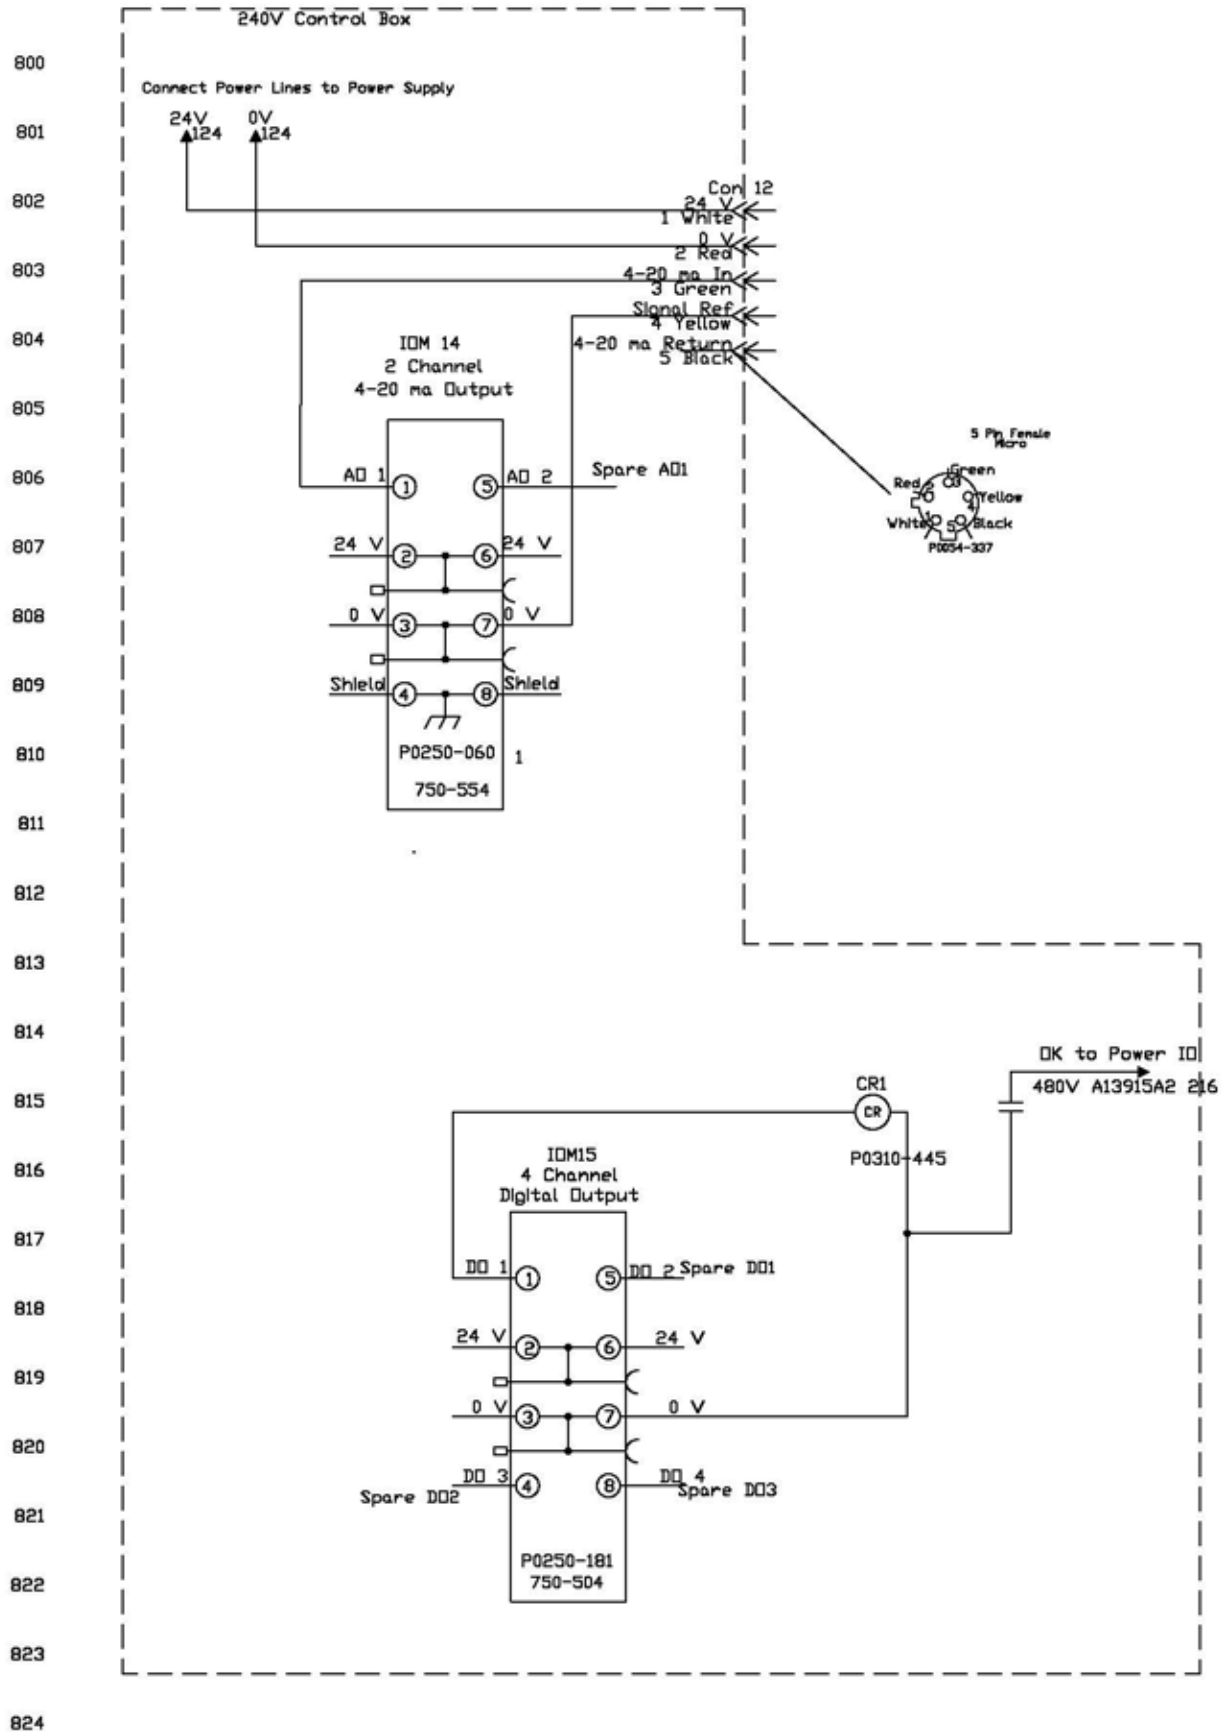 240V Control Box
800
Connect Power Lines to Power Supply
24V 0V
801
124 124
Con 12
802
24 V
1 White
0 V
2 Red
803
4-20 ma In
3 Green
Signal Ref
4 Yellow
804
IOM 14
4-20 ma Return
2 Channel
5 Black
4-20 ma Output
805
5 Pin Female
Micro
806
AO 1 1 5 AO 2 Spare AO1
Green
Red 2 3
Yellow
4
White 1 5 Black
P0054-337
807
24 V 2 6 24 V
808
0 V 3 7 0 V
809
Shield 4 8 Shield
810
P0250-060 1
750-554
811
812
813
814
OK to Power IO
480V A13915A2 216
815
CR1
CR
P0310-445
816
IOM15
4 Channel
Digital Output
817
DO 1 1 5 DO 2 Spare DO1
818
24 V 2 6 24 V
819
0 V 3 7 0 V
820
DO 3 4 8 DO 4
Spare DO2 Spare DO3
821
P0250-181
822
750-504
823
824